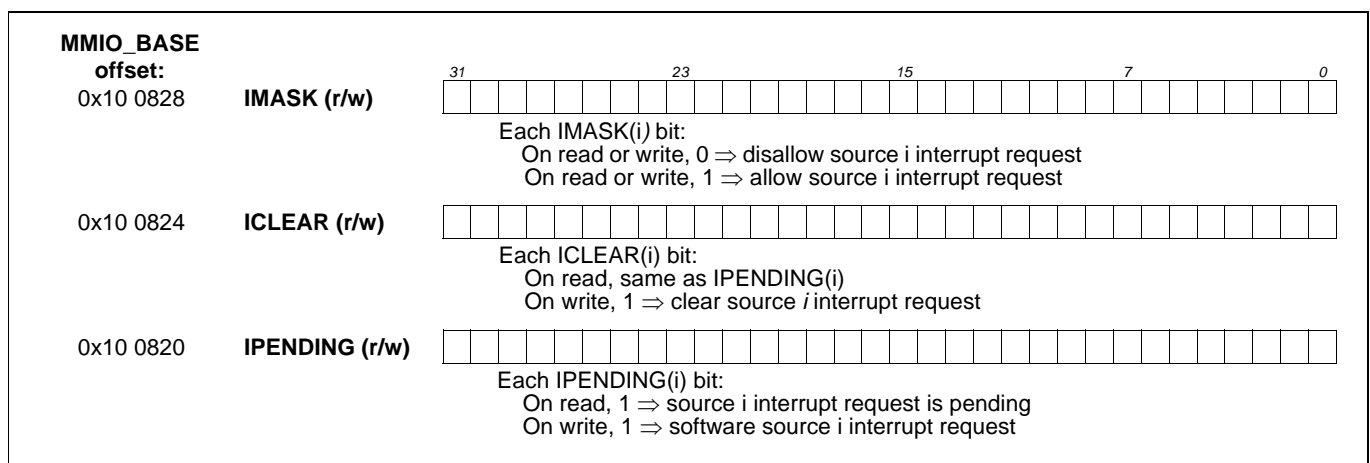 MMIO_BASE
offset:
31 23 15 7 0
0x10 0828 IMASK (r/w)
Each IMASK(i) bit:
On read or write, 0 ⇒ disallow source i interrupt request
On read or write, 1 ⇒ allow source i interrupt request
0x10 0824 ICLEAR (r/w)
Each ICLEAR(i) bit:
On read, same as IPENDING(i)
On write, 1 ⇒ clear source i interrupt request
0x10 0820 IPENDING (r/w)
Each IPENDING(i) bit:
On read, 1 ⇒ source i interrupt request is pending
On write, 1 ⇒ software source i interrupt request